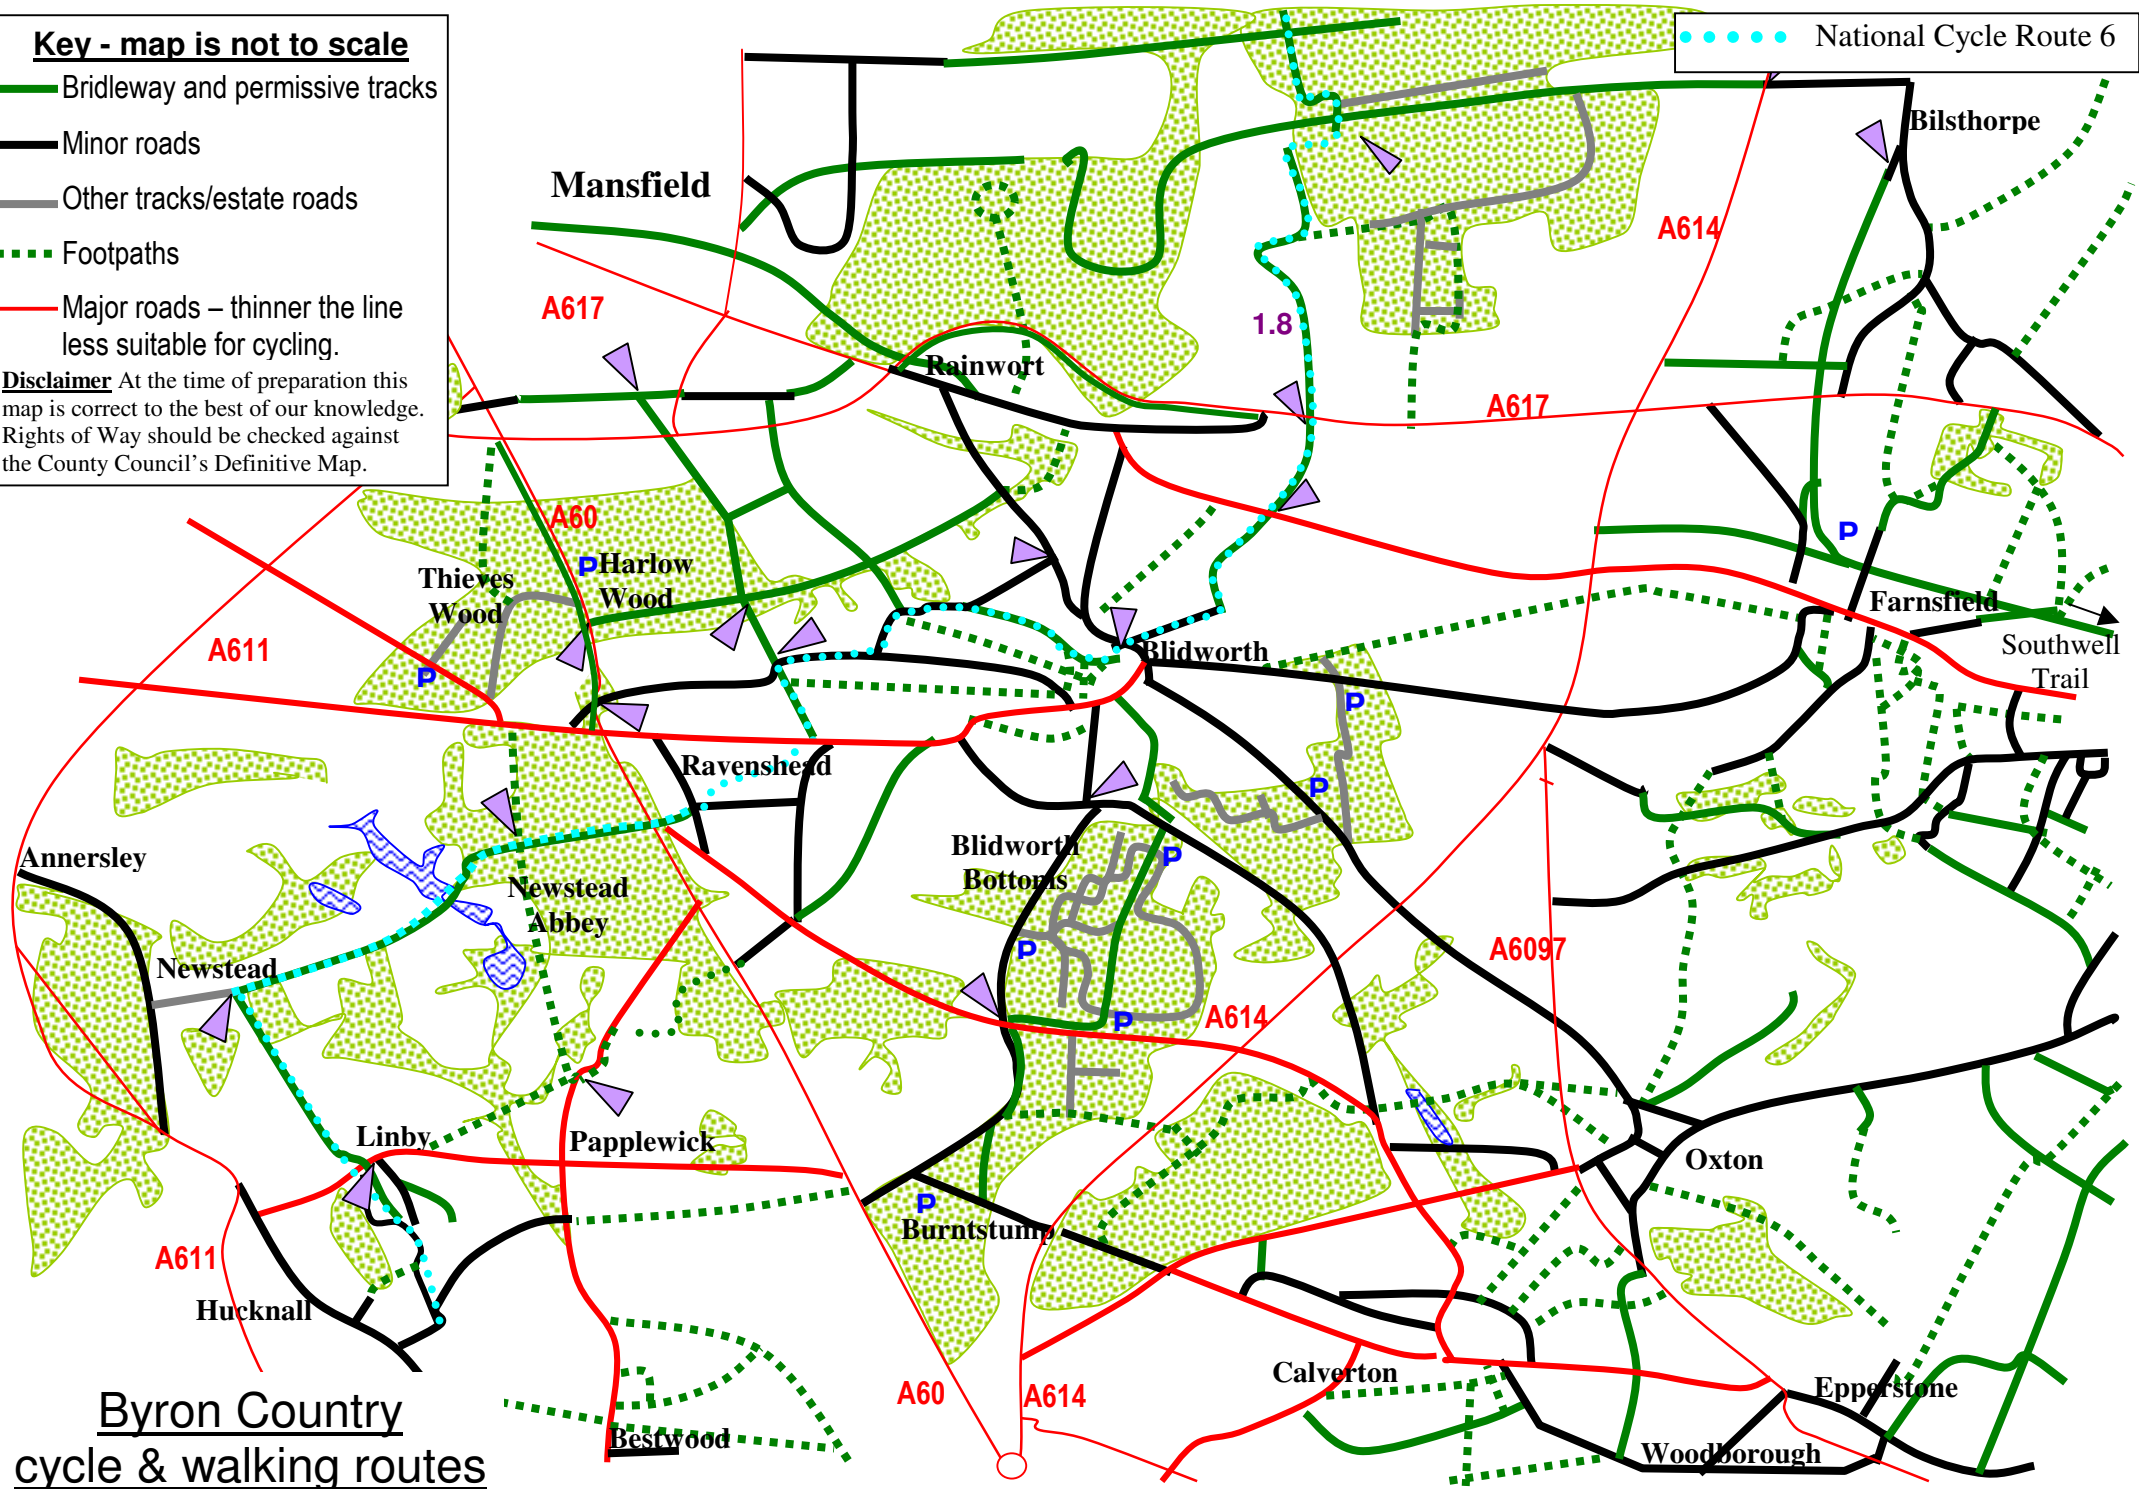 Key - map is not to scale
Bridleway and permissive tracks
Minor roads
Other tracks/estate roads
Footpaths
Major roads – thinner the line
less suitable for cycling.
Disclaimer At the time of preparation this
map is correct to the best of our knowledge.
Rights of Way should be checked against
the County Council's Definitive Map.
National Cycle Route 6
Bilsthorpe
Mansfield
A614
A617
1.8
Rainwort
A617
A60
P
Harlow
Wood
Thieves
Wood
P
Farnsfield
A611
Southwell
Trail
Blidworth
P
P
Ravenshead
P
Annersley
Blidworth
Bottoms
P
Newstead
Abbey
P
A6097
Newstead
A614
P
Linby
Papplewick
Oxton
P
Burntstump
A611
Hucknall
Calverton
A60
A614
Epperstone
Byron Country
cycle & walking routes
Bestwood
Woodborough